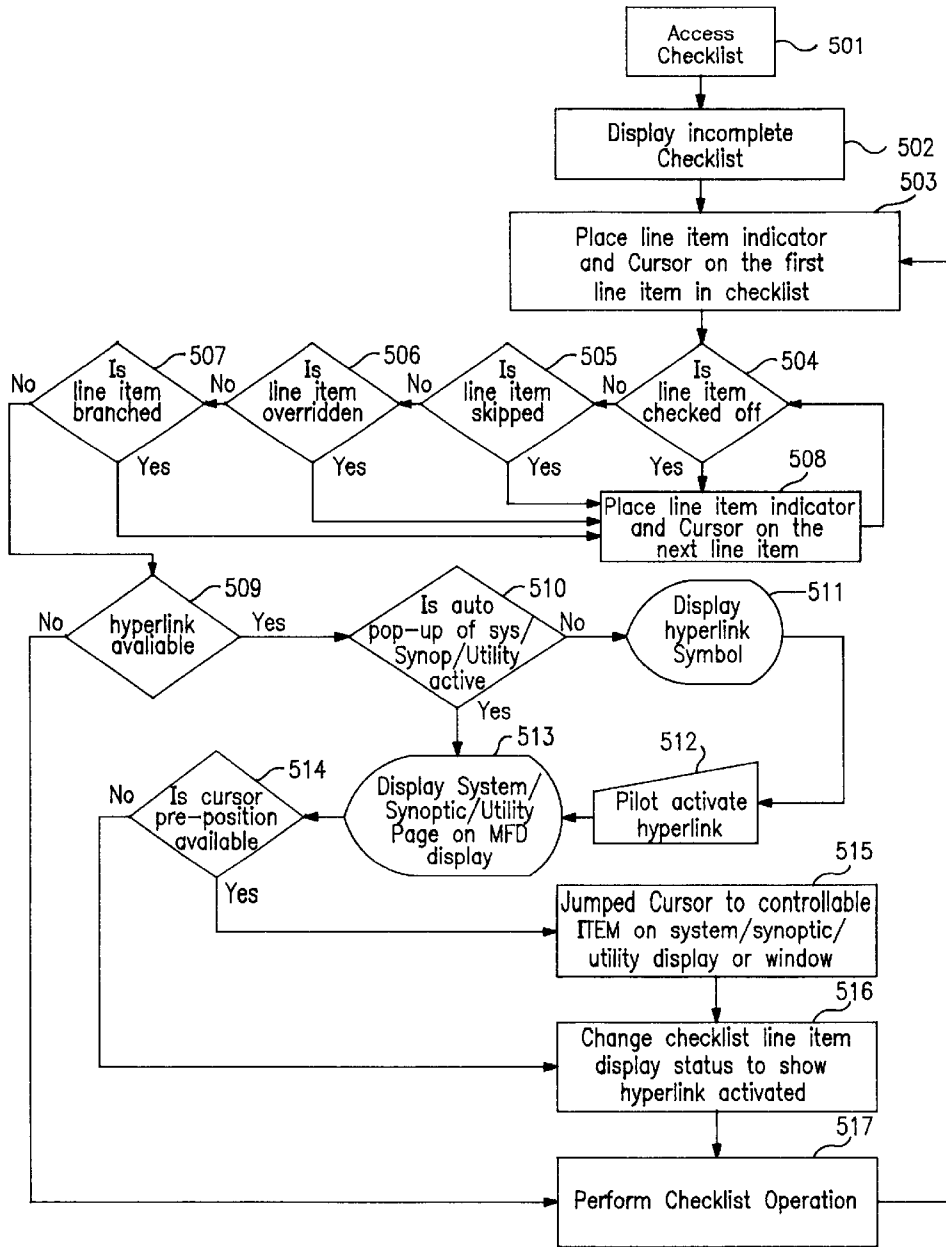 Access
Checklist
501
Display incomplete
Checklist
502
503
Place line item indicator
and Cursor on the first
line item in checklist
507
506
505
504
No
Is
line item
branched
No
Is
line item
overridden
No
Is
line item
skipped
No
Is
line item
checked off
Yes
Yes
Yes
Yes
508
Place line item indicator
and Cursor on the
next line item
509
No
hyperlink
avaliable
Yes
510
Is auto
pop-up of sys/
Synop/Utility
active
No
Yes
511
Display
hyperlink
Symbol
512
Pilot activate
hyperlink
513
Display System/
Synoptic/Utility
Page on MFD
display
514
No
Is cursor
pre-position
available
Yes
515
Jumped Cursor to controllable
ITEM on system/synoptic/
utility display or window
516
Change checklist line item
display status to show
hyperlink activated
517
Perform Checklist Operation